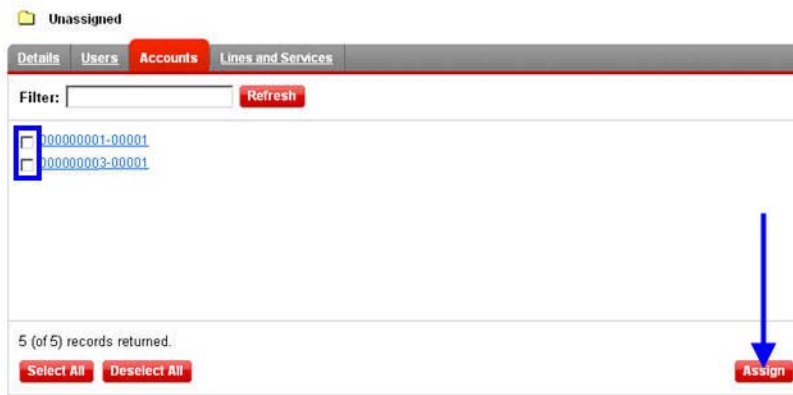 Unassigned
Details Users Accounts Lines and Services
Filter: Refresh
000000001-00001
000000003-00001
5 (of 5) records returned.
Select All Deselect All Assign